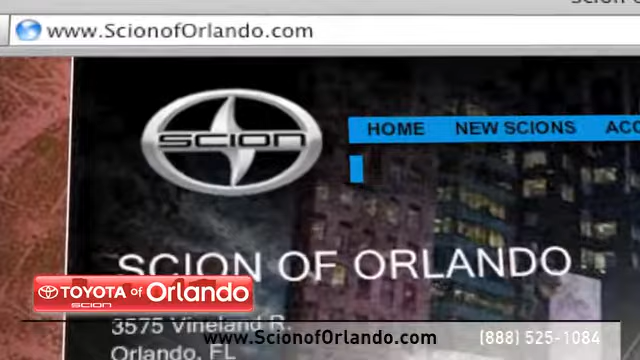 www.ScionofOrlando.com
SCION
HOME NEW SCIONS
SCION OF ORLANDO
TOYOTA of Orlando
SCION
3575 Vineland R.
Orlando, FL
www.ScionofOrlando.com (888) 525-1084